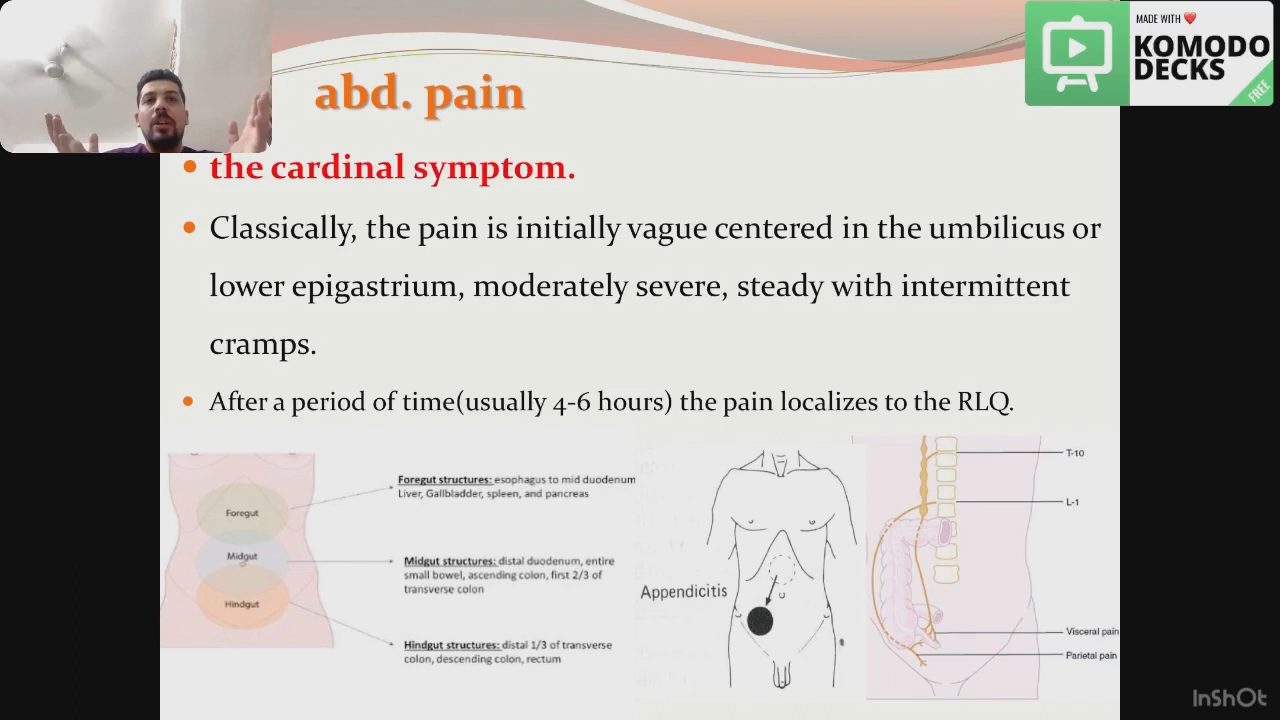 MADE WITH ❤️
KOMODO
DECKS
FREE
abd. pain
• the cardinal symptom.
• Classically, the pain is initially vague centered in the umbilicus or
lower epigastrium, moderately severe, steady with intermittent
cramps.
• After a period of time(usually 4-6 hours) the pain localizes to the RLQ.
Foregut
Midgut
Hindgut
Foregut structures: esophagus to mid duodenum
Liver, Gallbladder, spleen, and pancreas
Midgut structures: distal duodenum, entire
small bowel, ascending colon, first 2/3 of
transverse colon
Hindgut structures: distal 1/3 of transverse
colon, descending colon, rectum
Appendicitis
T-10
L-1
Visceral pain
Parietal pain
InShOt